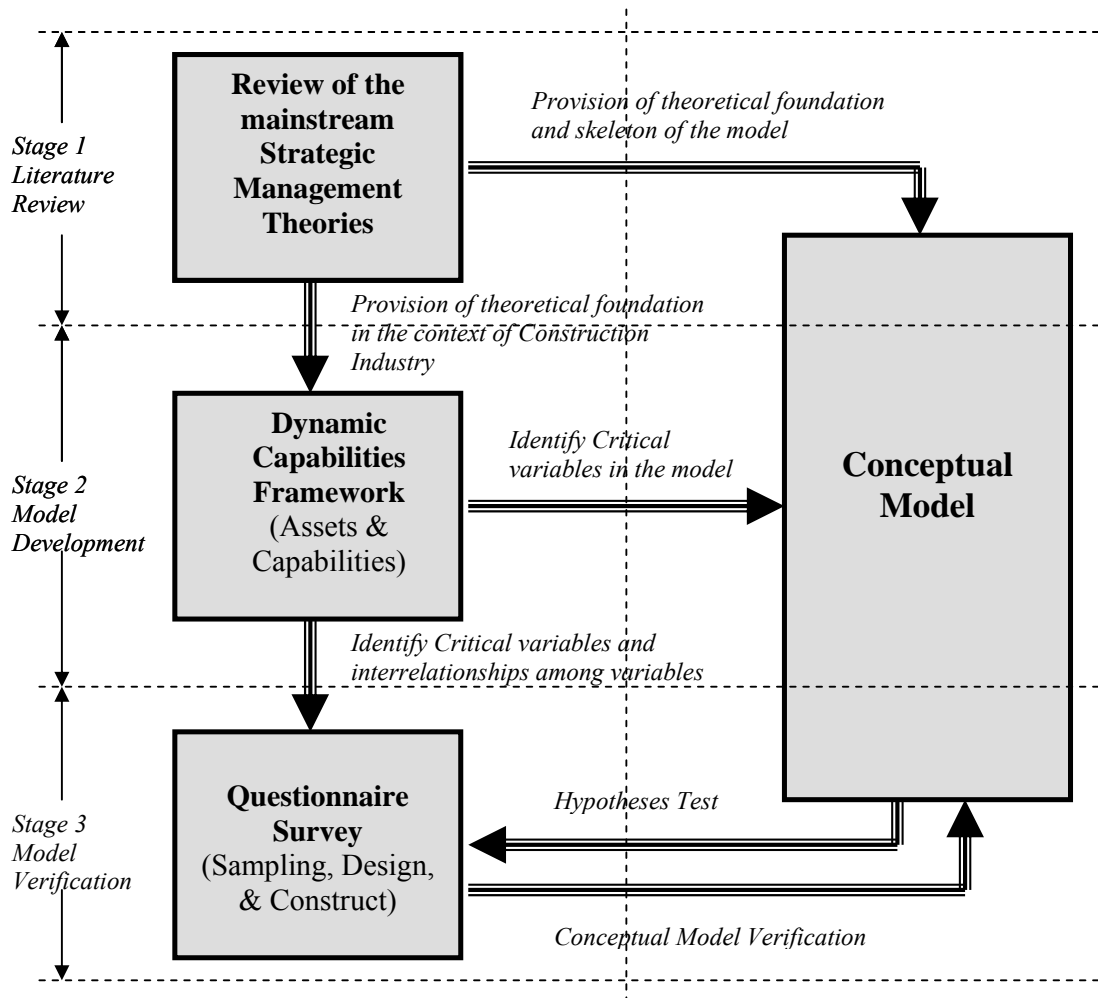 Stage 1
Literature
Review
Review of the
mainstream
Strategic
Management
Theories
Provision of theoretical foundation
and skeleton of the model
Provision of theoretical foundation
in the context of Construction
Industry
Stage 2
Model
Development
Dynamic
Capabilities
Framework
(Assets &
Capabilities)
Identify Critical
variables in the model
Conceptual
Model
Identify Critical variables and
interrelationships among variables
Stage 3
Model
Verification
Questionnaire
Survey
(Sampling, Design,
& Construct)
Hypotheses Test
Conceptual Model Verification